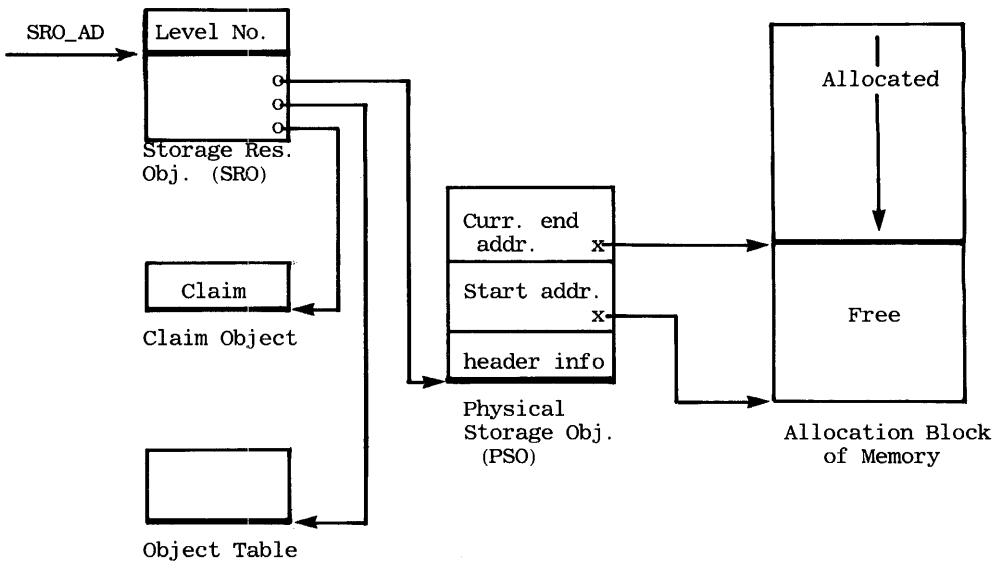 SRO_AD
Level No.
Storage Res.
Obj. (SRO)
Claim
Claim Object
Object Table
Curr. end
addr. x
Start addr.
x
header info
Physical
Storage Obj.
(PSO)
Allocated
Free
Allocation Block
of Memory